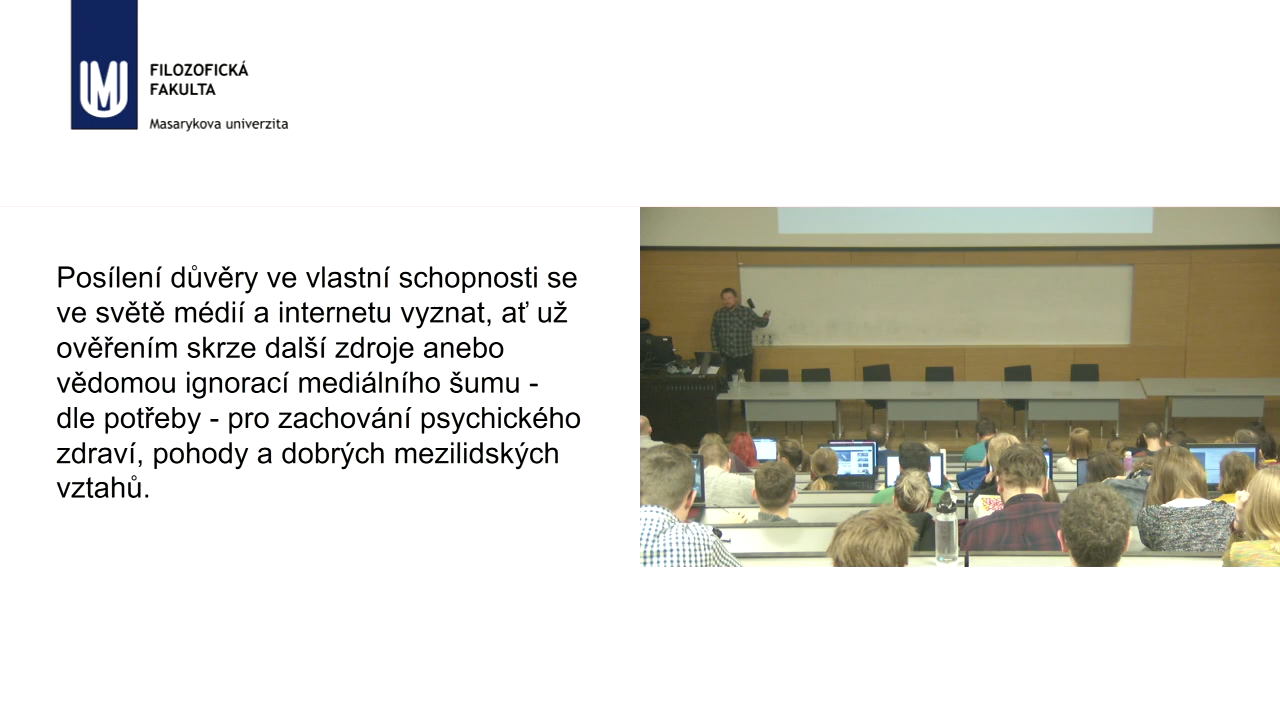 FILOZOFICKÁ
FAKULTA
Masarykova univerzita
Posílení důvěry ve vlastní schopnosti se
ve světě médií a internetu vyznat, ať už
ověřením skrze další zdroje anebo
vědomou ignorací mediálního šumu -
dle potřeby - pro zachování psychického
zdraví, pohody a dobrých mezilidských
vztahů.